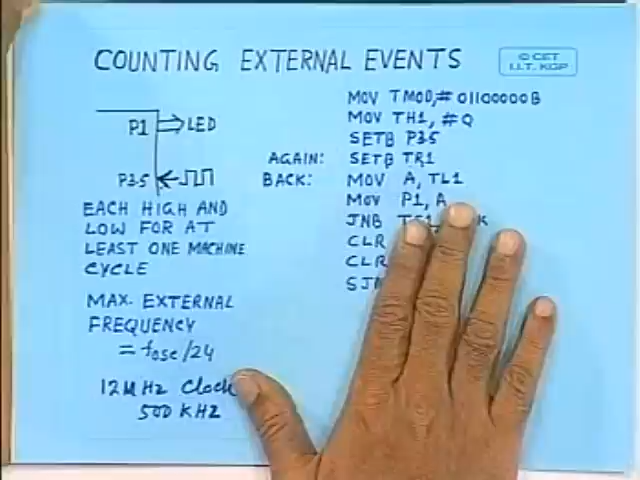 COUNTING EXTERNAL EVENTS
© CET
I.I.T. KGP
P1
LED
P3.5
EACH HIGH AND
LOW FOR AT
LEAST ONE MACHINE
CYCLE
MAX. EXTERNAL
FREQUENCY
= fosc/24
12MHz Clock
500 KHZ
MOV TMOD,# 01100000B
MOV TH1, #0
SETB P3.5
AGAIN: SETB TR1
BACK: MOV A, TL1
MOV P1, A
JNB
CLR
CLR